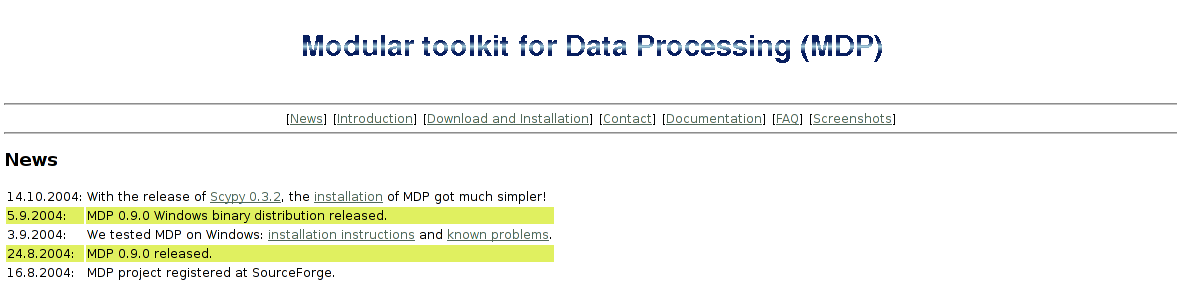 Modular toolkit for Data Processing (MDP)
[News] [Introduction] [Download and Installation] [Contact] [Documentation] [FAQ] [Screenshots]
News
14.10.2004: With the release of Scypy 0.3.2, the installation of MDP got much simpler!
5.9.2004: MDP 0.9.0 Windows binary distribution released.
3.9.2004: We tested MDP on Windows: installation instructions and known problems.
24.8.2004: MDP 0.9.0 released.
16.8.2004: MDP project registered at SourceForge.